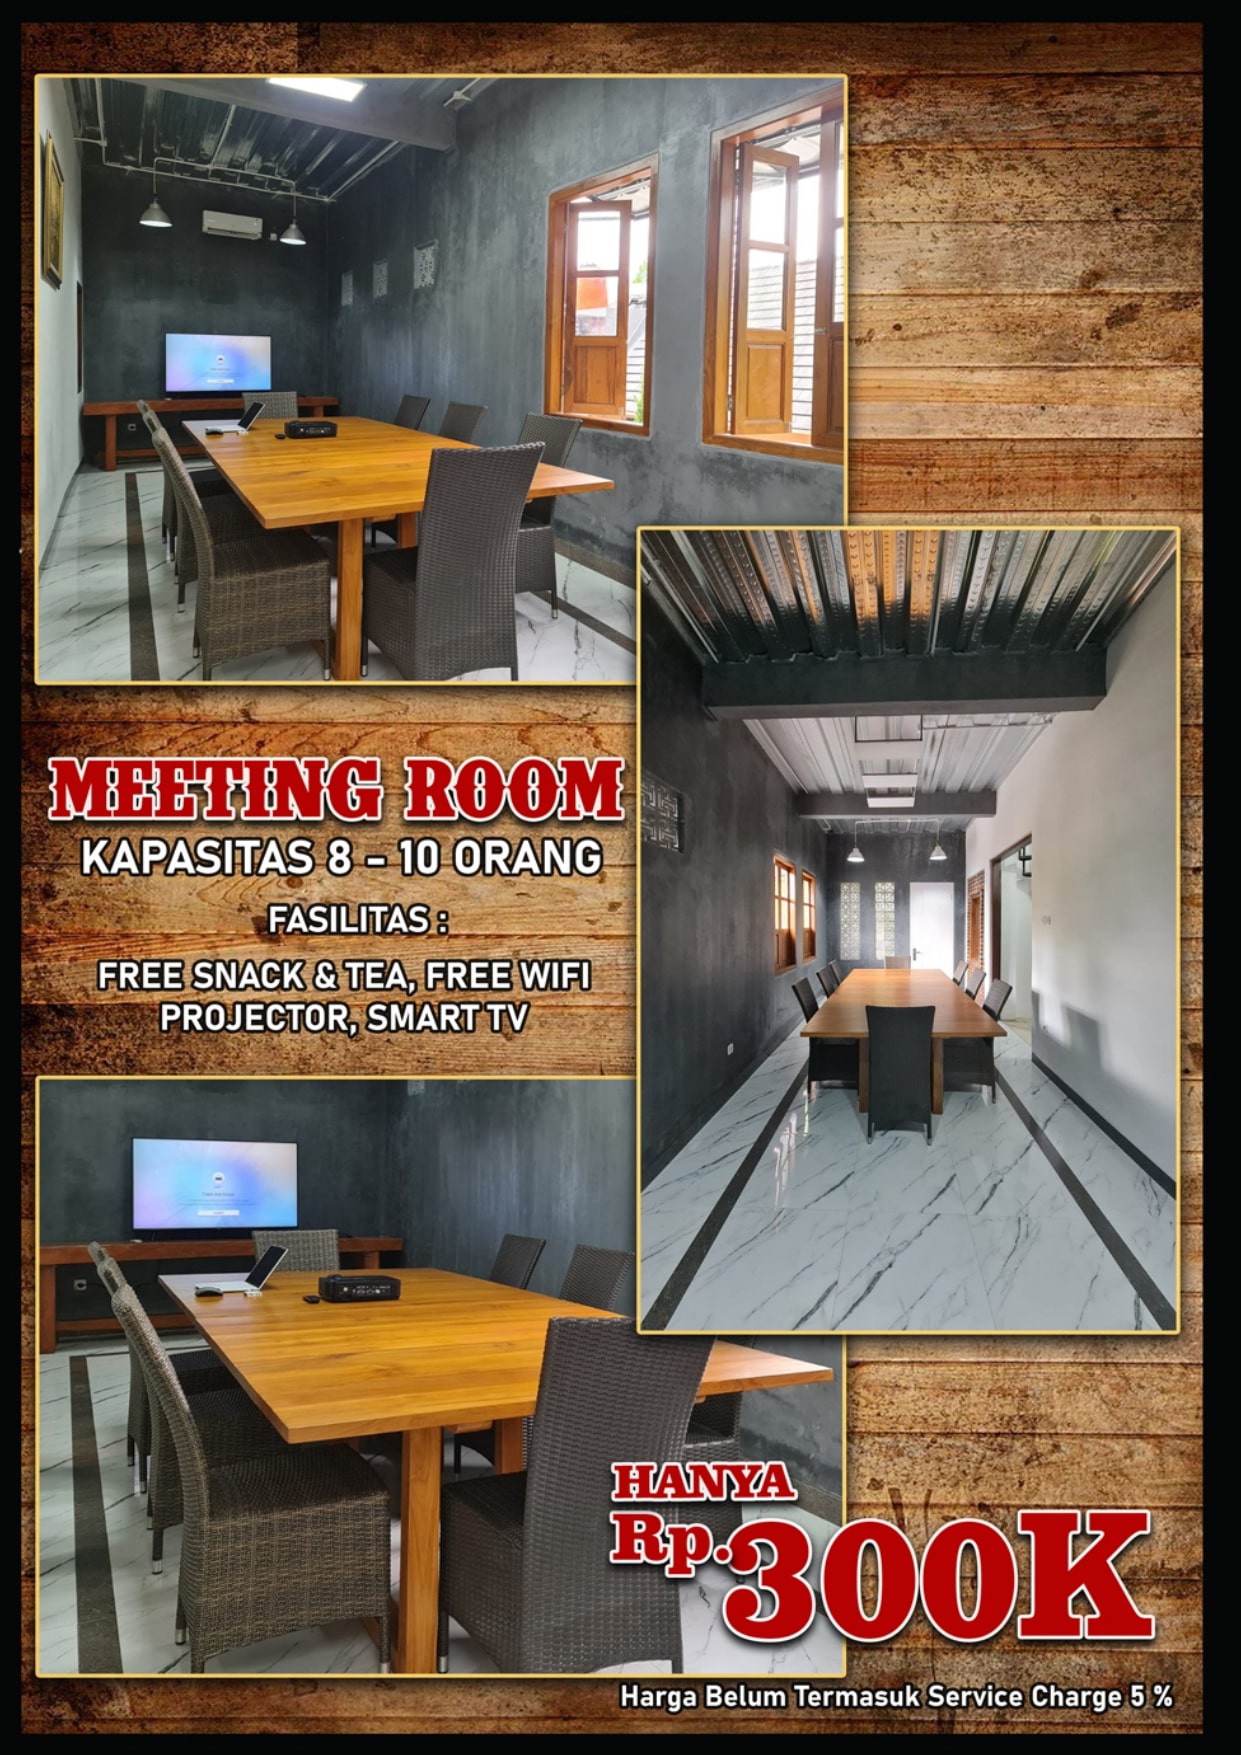 MEETING ROOM
KAPASITAS 8 - 10 ORANG
FASILITAS :
FREE SNACK & TEA, FREE WIFI
PROJECTOR, SMART TV
HANYA
Rp.300K
Harga Belum Termasuk Service Charge 5 %